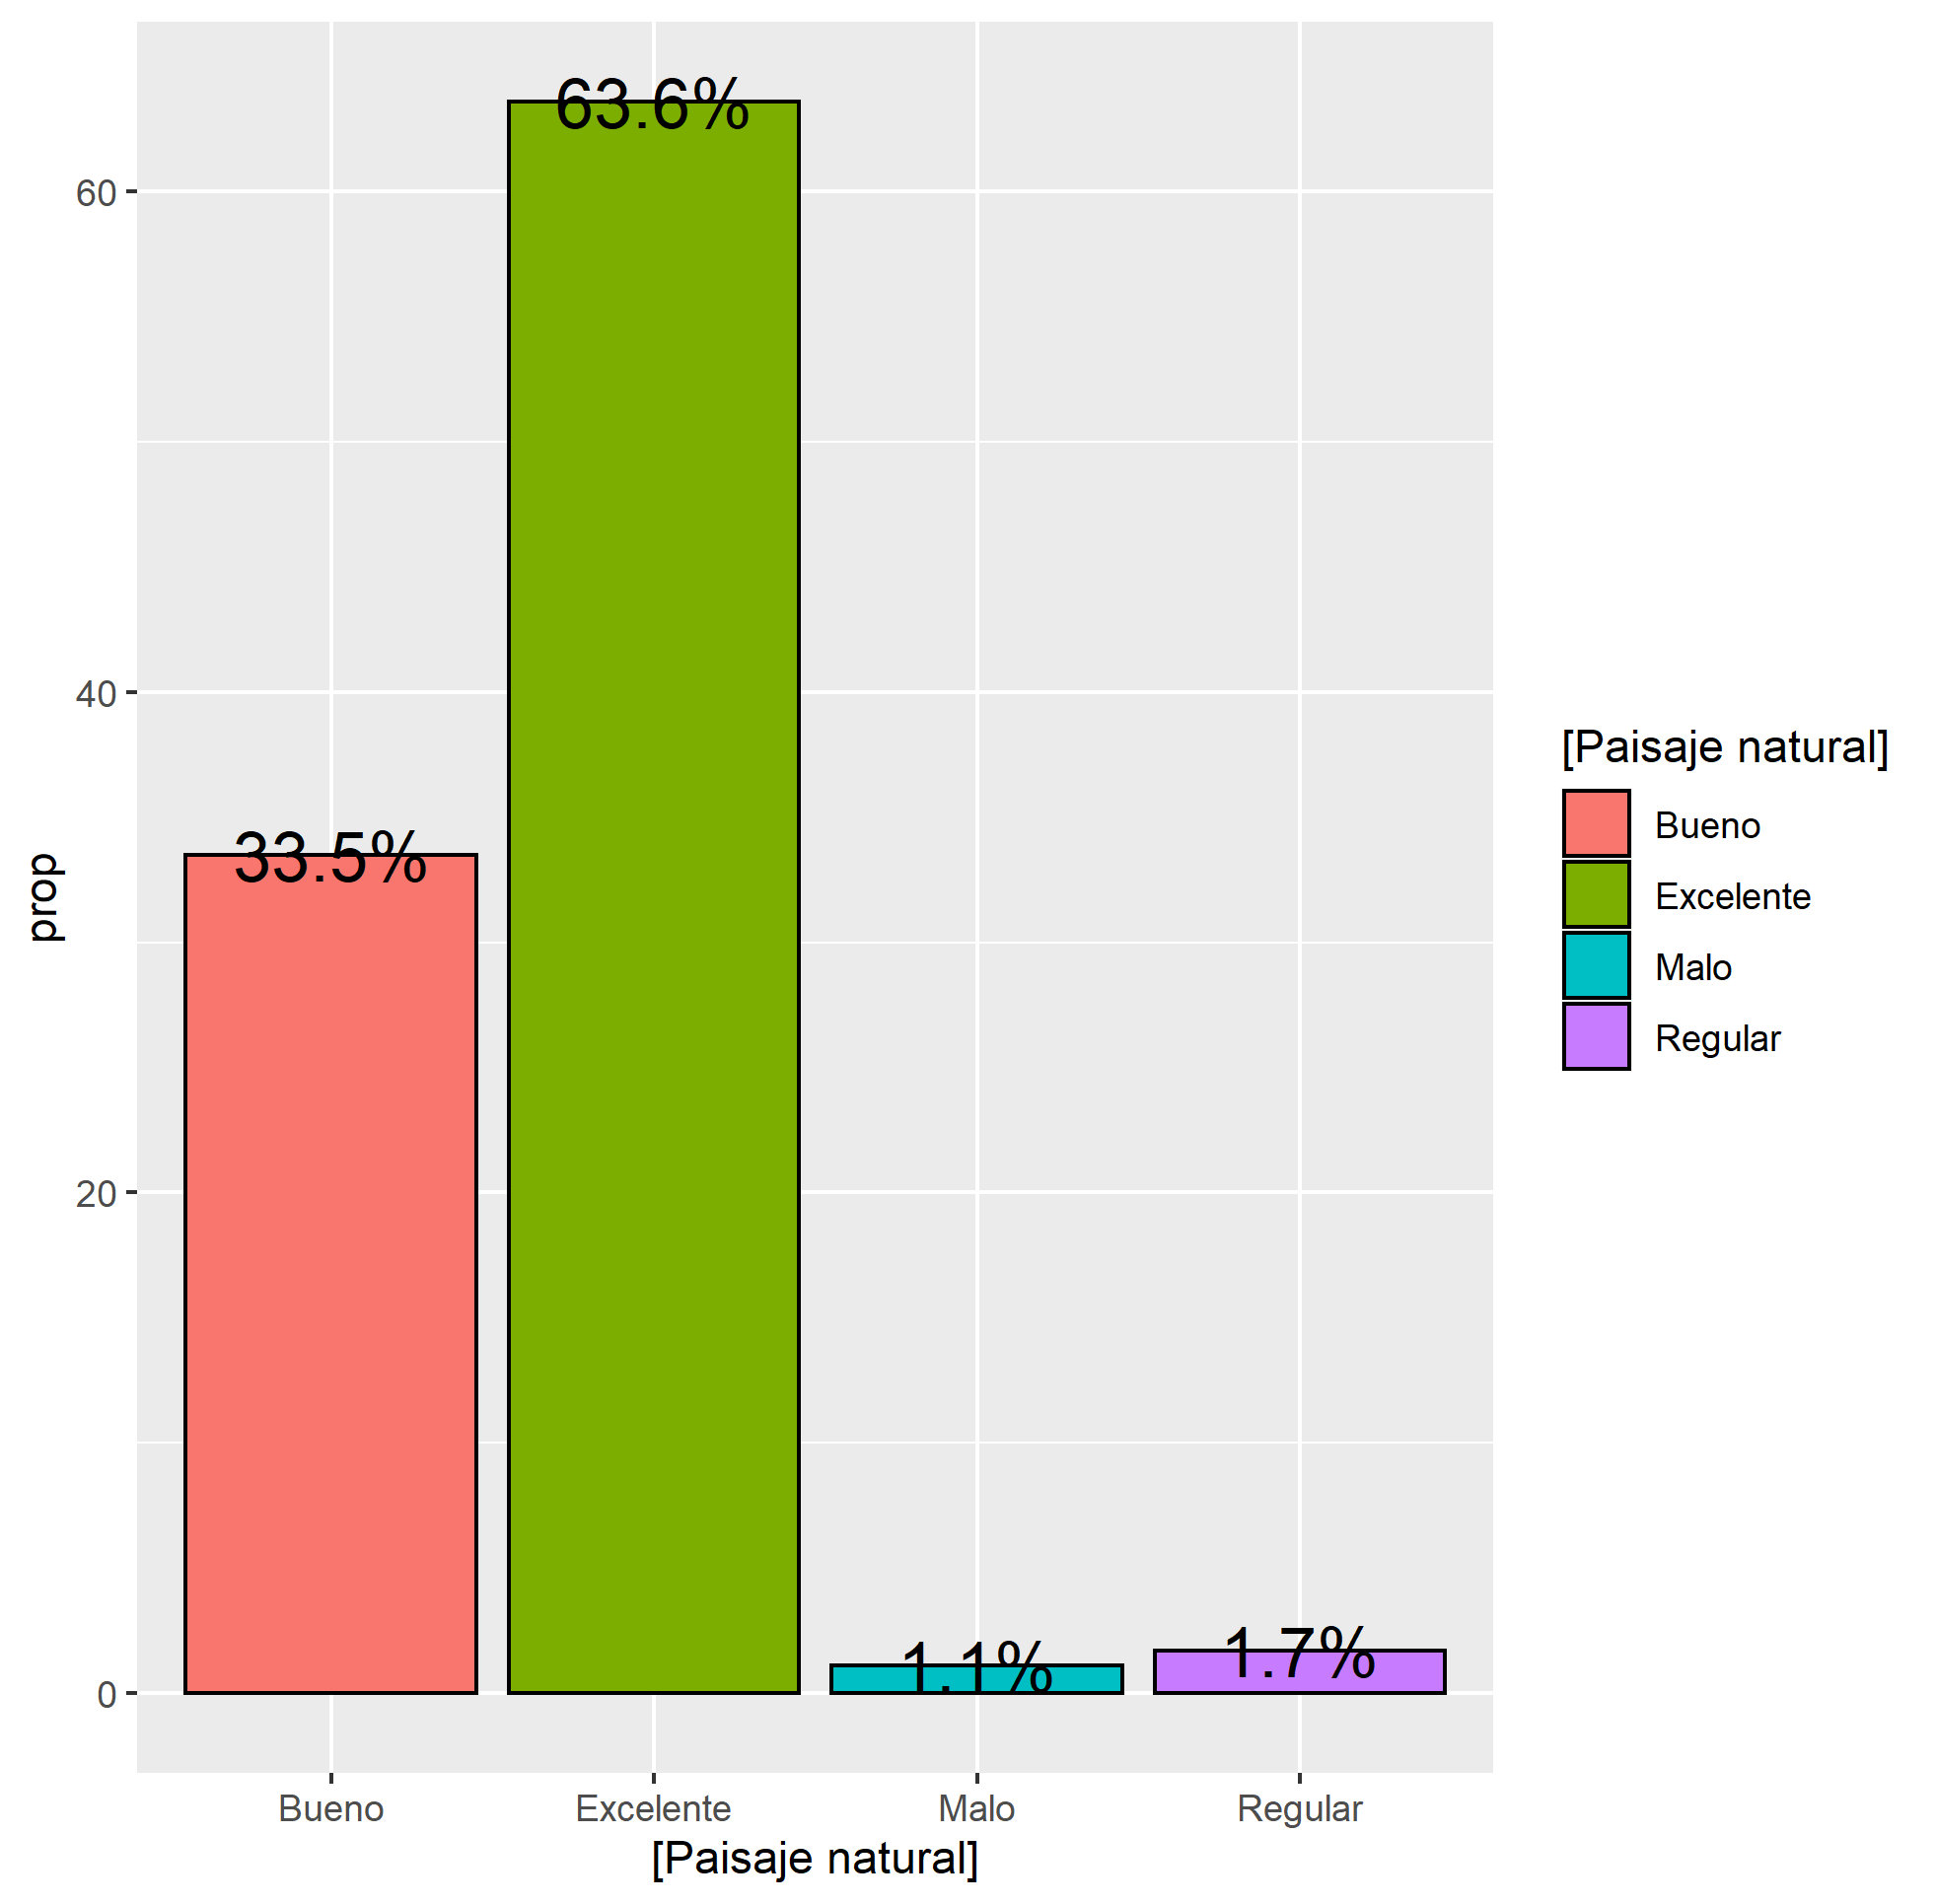 63.6%
60
40
33.5%
prop
20
1.1%
1.7%
0
Bueno Excelente Malo Regular
[Paisaje natural]
[Paisaje natural]
Bueno
Excelente
Malo
Regular